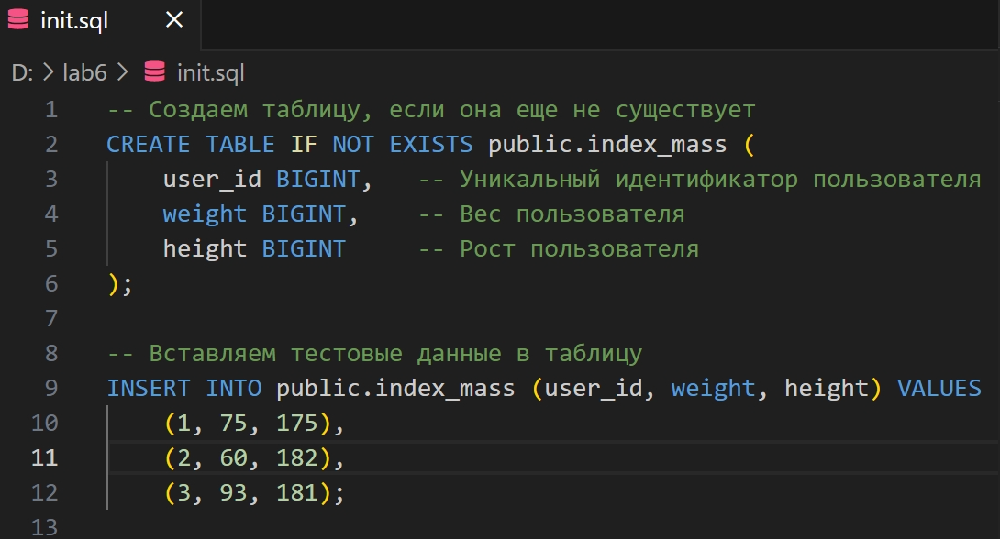 init.sql ×
D: > lab6 > init.sql
1 -- Создаем таблицу, если она еще не существует
2 CREATE TABLE IF NOT EXISTS public.index_mass (
3 user_id BIGINT, -- Уникальный идентификатор пользователя
4 weight BIGINT, -- Вес пользователя
5 height BIGINT -- Рост пользователя
6 );
7
8 -- Вставляем тестовые данные в таблицу
9 INSERT INTO public.index_mass (user_id, weight, height) VALUES
10 (1, 75, 175),
11 (2, 60, 182),
12 (3, 93, 181);
13